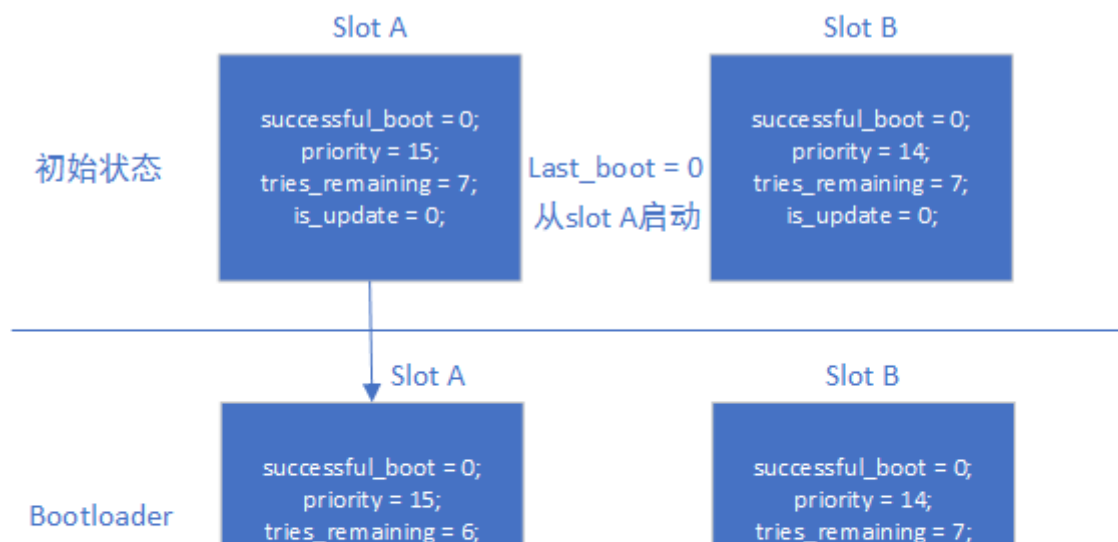 Slot A
Slot B
初始状态
successful_boot = 0;
priority = 15;
tries_remaining = 7;
is_update = 0;
Last_boot = 0
从slot A启动
successful_boot = 0;
priority = 14;
tries_remaining = 7;
is_update = 0;
Slot A
Slot B
Bootloader
successful_boot = 0;
priority = 15;
tries_remaining = 6;
successful_boot = 0;
priority = 14;
tries_remaining = 7;